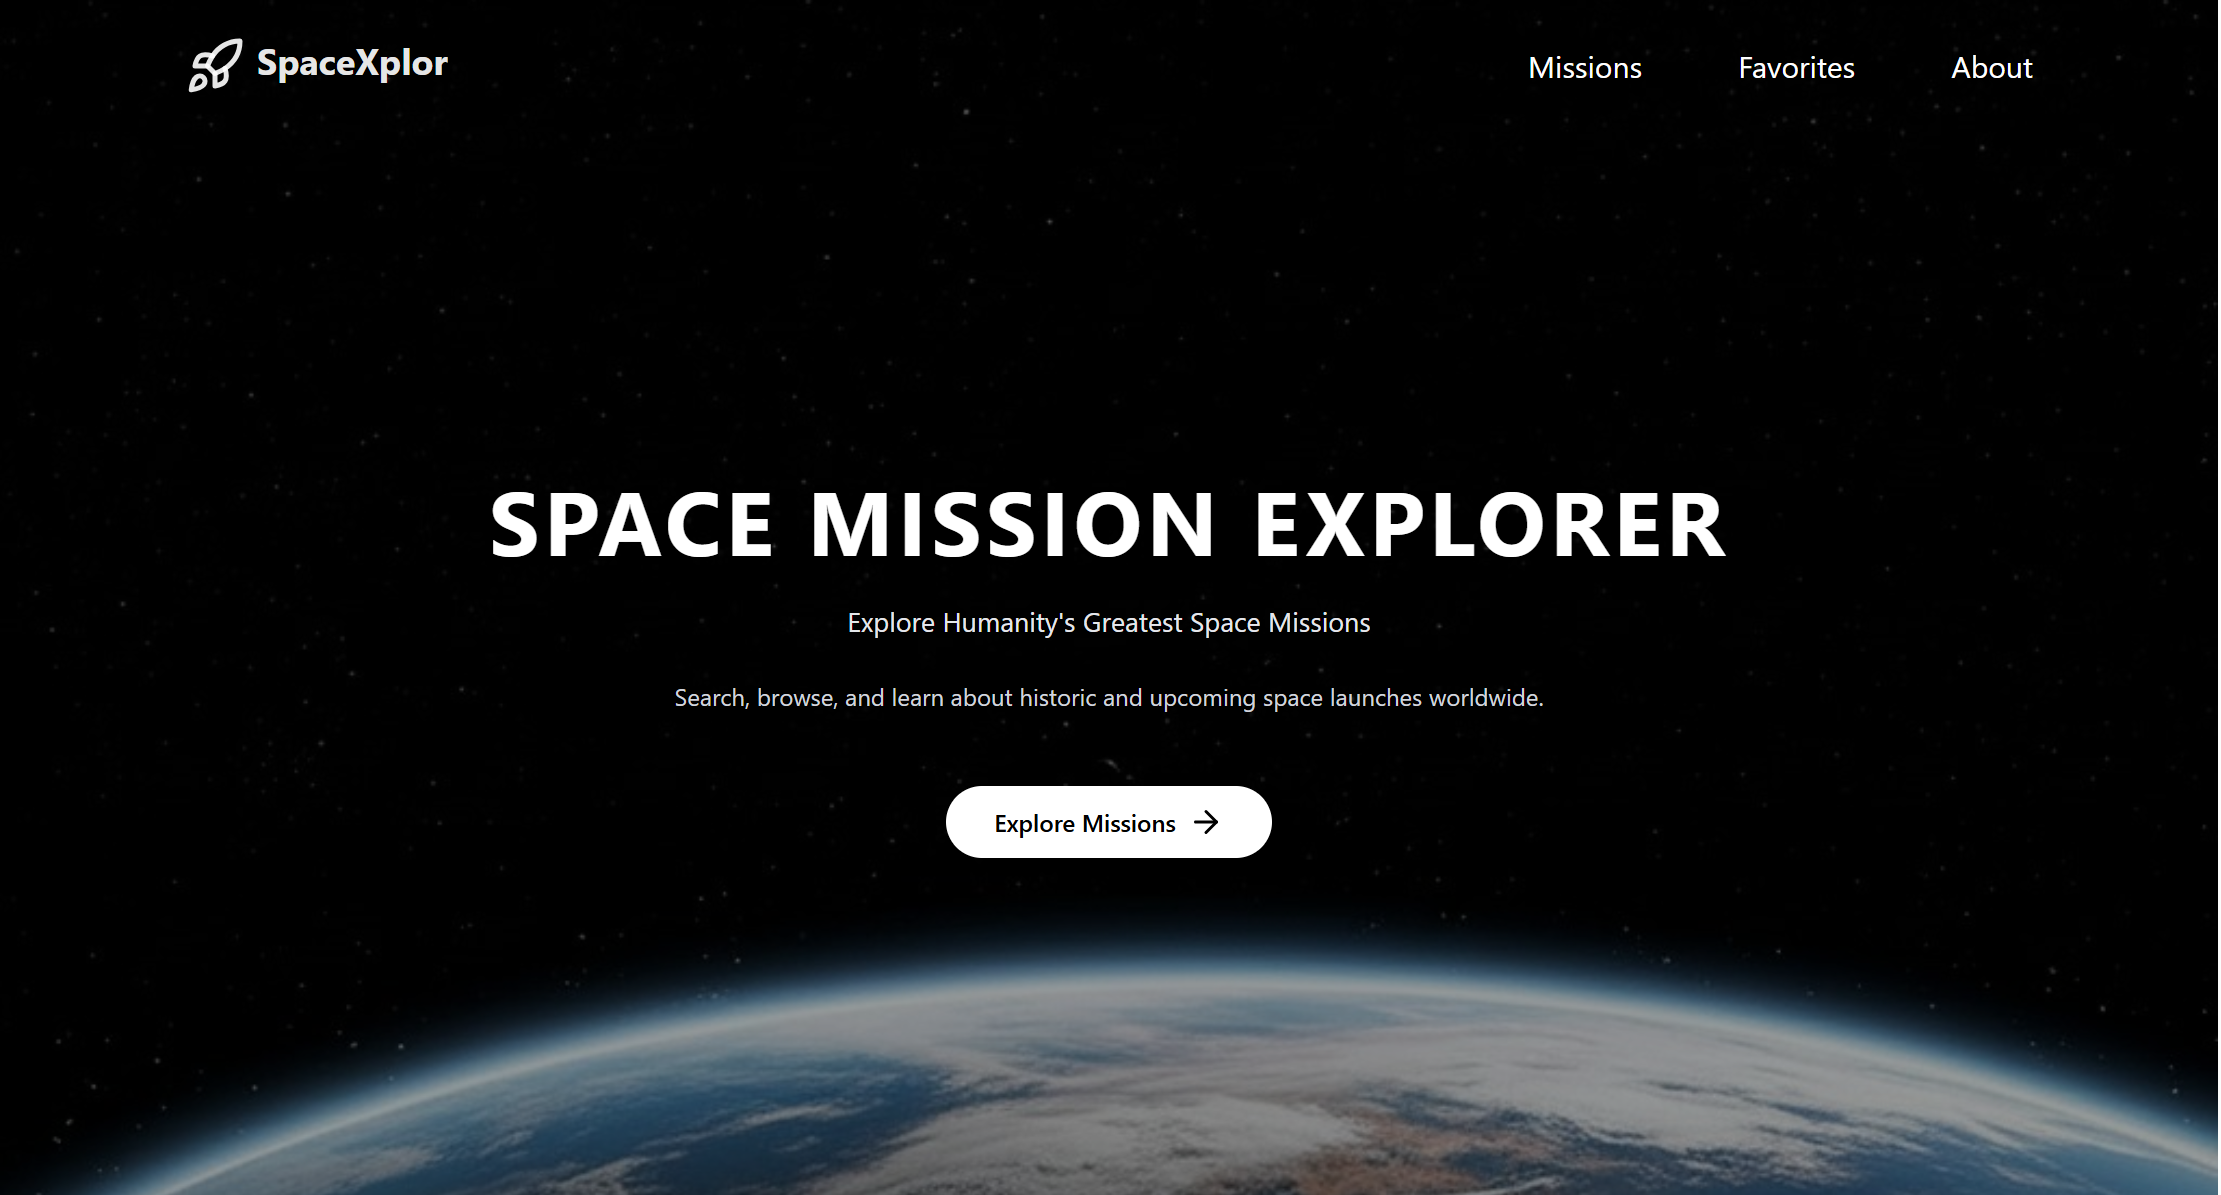 SpaceXplor
Missions
Favorites
About
SPACE MISSION EXPLORER
Explore Humanity's Greatest Space Missions
Search, browse, and learn about historic and upcoming space launches worldwide.
Explore Missions